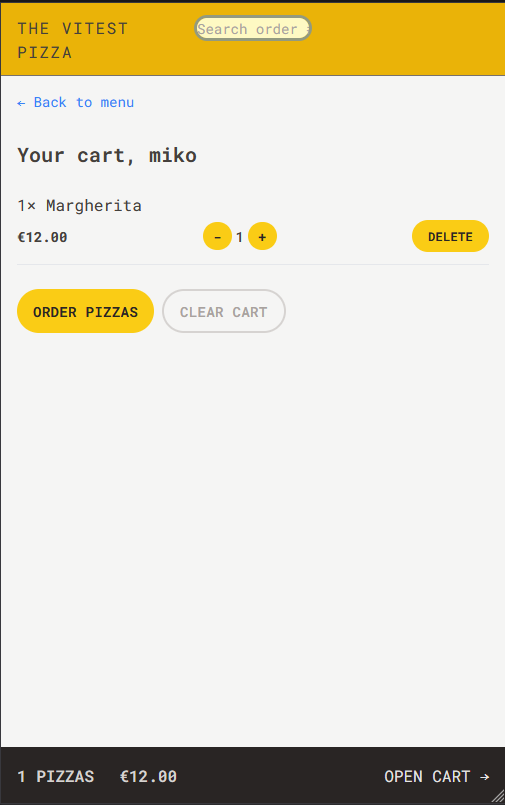 THE VITEST
PIZZA
Search order
← Back to menu
Your cart, miko
1× Margherita
€12.00
- 1 +
DELETE
ORDER PIZZAS
CLEAR CART
1 PIZZAS €12.00
OPEN CART →